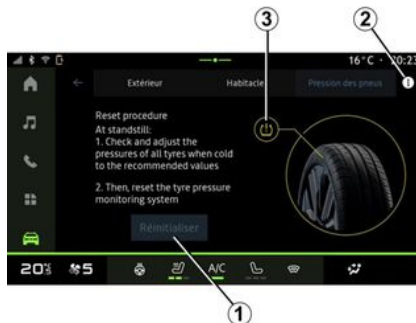 3
2
16°C · 20:23
Extérieur Habitacle Pression des pneus
Reset procedure
At standstill:
1. Check and adjust the
pressures of all tyres when cold
to the recommended values
2. Then, reset the tyre pressure
monitoring system
Réinitialiser
20 5 A/C
1